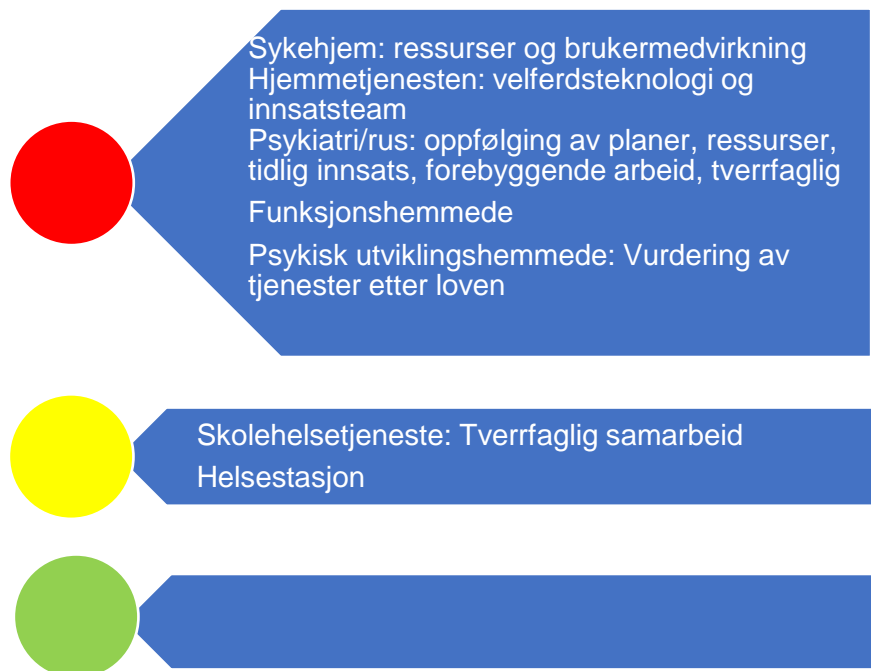 Sykehjem: ressurser og brukermedvirkning
Hjemmetjenesten: velferdsteknologi og
innsatsteam
Psykiatri/rus: oppfølging av planer, ressurser,
tidlig innsats, forebyggende arbeid, tverrfaglig
Funksjonshemmede
Psykisk utviklingshemmede: Vurdering av
tjenester etter loven
Skolehelsetjeneste: Tverrfaglig samarbeid
Helsestasjon